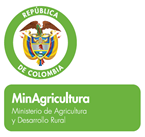 REPÚBLICA
DE COLOMBIA
MinAgricultura
Ministerio de Agricultura
y Desarrollo Rural